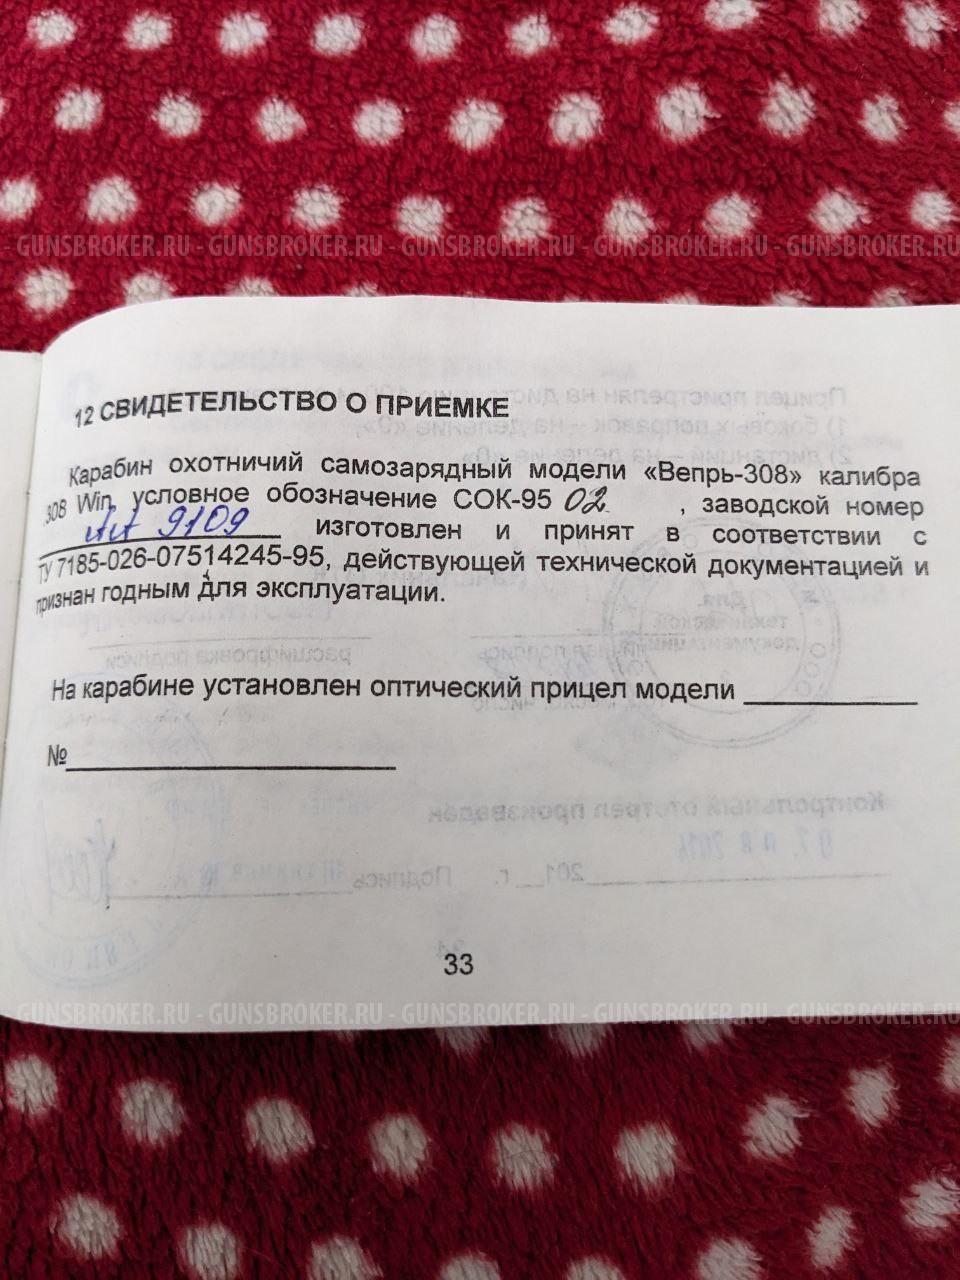 - GUNSBROKER.RU - GUNSBROKER.RU - GUNSBROKER.RU - GUNSBROKER.RU - GUNSBROKER.RU
12 СВИДЕТЕЛЬСТВО О ПРИЕМКЕ
Карабин охотничий самозарядный модели «Вепрь-308» калибра
308 Win, условное обозначение СОК-95 02 , заводской номер
9109 изготовлен и принят в соответствии с
ТУ 7185-026-07514245-95, действующей технической документацией и
признан годным для эксплуатации.
На карабине установлен оптический прицел модели
№
33
- GUNSBROKER.RU - GUNSBROKER.RU - GUNSBROKER.RU - GUNSBROKER.RU - GUNSBROKER.RU